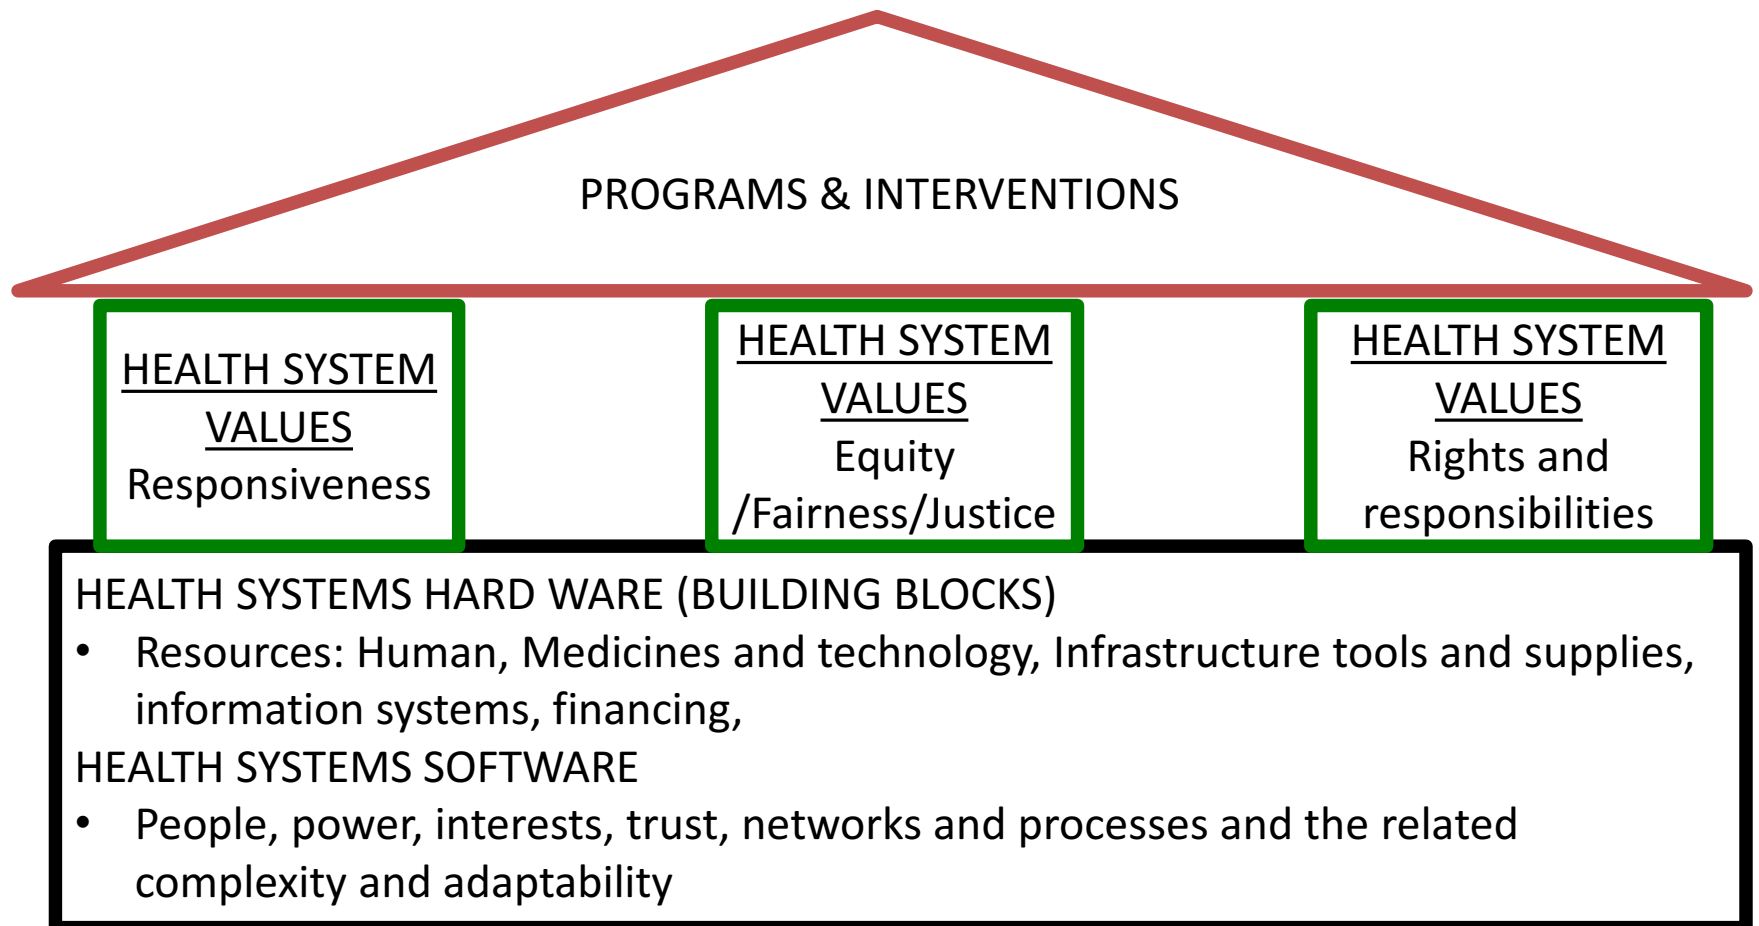 PROGRAMS & INTERVENTIONS
HEALTH SYSTEM
VALUES
Responsiveness
HEALTH SYSTEM
VALUES
Equity
/Fairness/Justice
HEALTH SYSTEM
VALUES
Rights and
responsibilities
HEALTH SYSTEMS HARD WARE (BUILDING BLOCKS)
• Resources: Human, Medicines and technology, Infrastructure tools and supplies,
information systems, financing,
HEALTH SYSTEMS SOFTWARE
• People, power, interests, trust, networks and processes and the related
complexity and adaptability